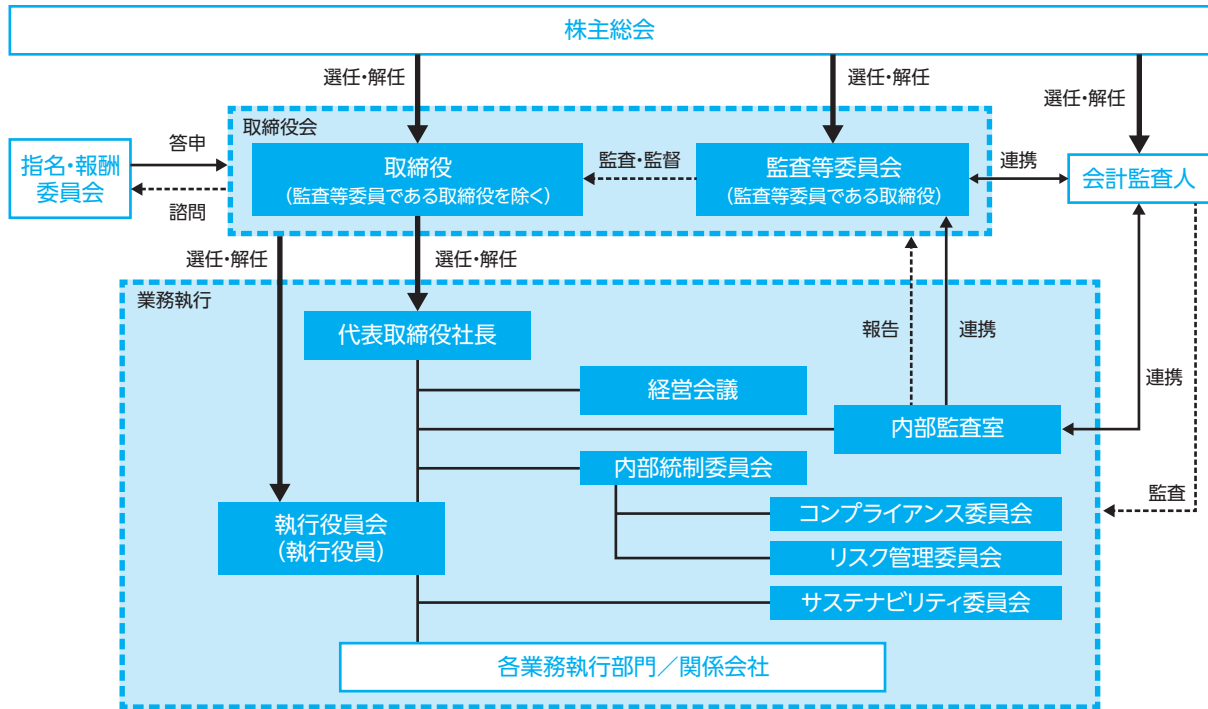 株主総会
選任・解任
選任・解任
選任・解任
取締役会
指名・報酬
委員会
答申
諮問
取締役
（監査等委員である取締役を除く）
監査・監督
監査等委員会
（監査等委員である取締役）
連携
会計監査人
選任・解任
選任・解任
業務執行
代表取締役社長
報告
連携
連携
経営会議
内部監査室
内部統制委員会
監査
コンプライアンス委員会
執行役員会
（執行役員）
リスク管理委員会
サステナビリティ委員会
各業務執行部門／関係会社